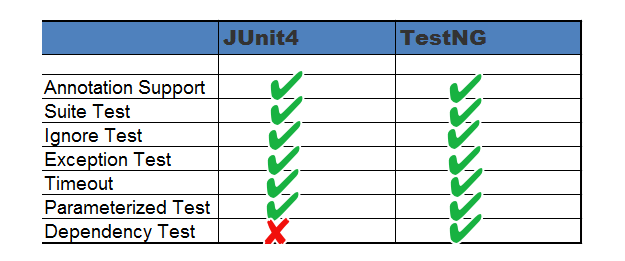 JUnit4 TestNG
Annotation Support
Suite Test
Ignore Test
Exception Test
Timeout
Parameterized Test
Dependency Test